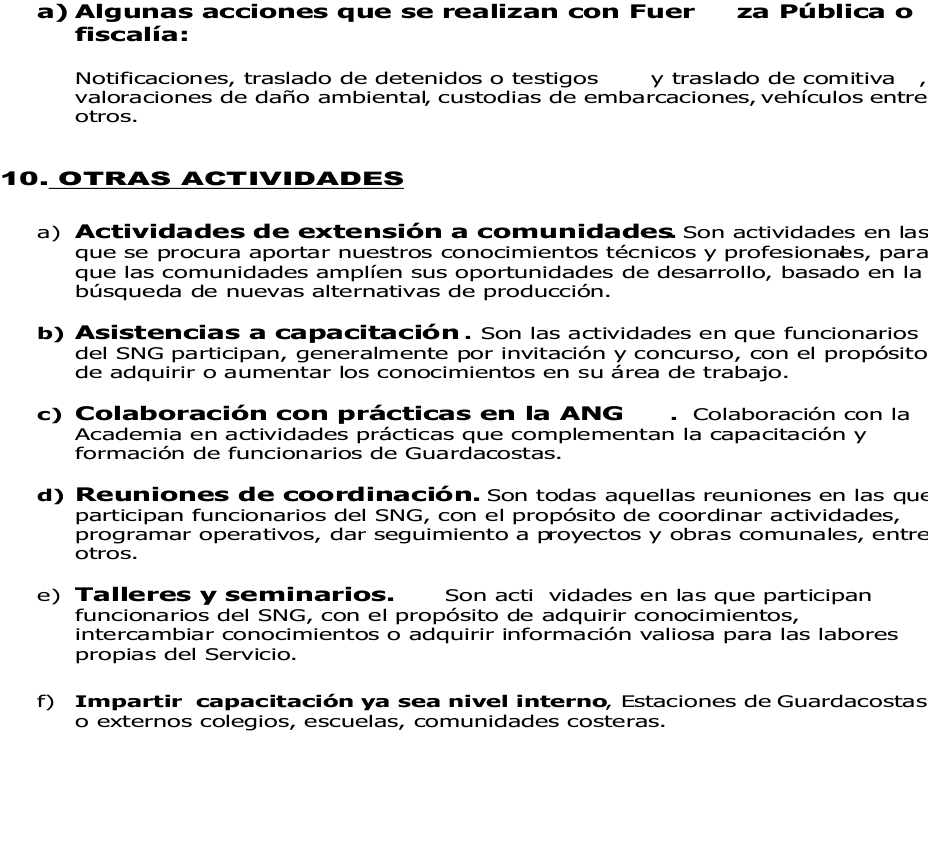 a) Algunas acciones que se realizan con Fuerza Pública o
fiscalía:
Notificaciones, traslado de detenidos o testigos y traslado de comitiva ,
valoraciones de daño ambiental, custodias de embarcaciones, vehículos entre
otros.
10. OTRAS ACTIVIDADES
a) Actividades de extensión a comunidades. Son actividades en las
que se procura aportar nuestros conocimientos técnicos y profesionales, para
que las comunidades amplíen sus oportunidades de desarrollo, basado en la
búsqueda de nuevas alternativas de producción.
b) Asistencias a capacitación. Son las actividades en que funcionarios
del SNG participan, generalmente por invitación y concurso, con el propósito
de adquirir o aumentar los conocimientos en su área de trabajo.
c) Colaboración con prácticas en la ANG . Colaboración con la
Academia en actividades prácticas que complementan la capacitación y
formación de funcionarios de Guardacostas.
d) Reuniones de coordinación. Son todas aquellas reuniones en las que
participan funcionarios del SNG, con el propósito de coordinar actividades,
programar operativos, dar seguimiento a proyectos y obras comunales, entre
otros.
e) Talleres y seminarios. Son actividades en las que participan
funcionarios del SNG, con el propósito de adquirir conocimientos,
intercambiar conocimientos o adquirir información valiosa para las labores
propias del Servicio.
f) Impartir capacitación ya sea nivel interno, Estaciones de Guardacostas
o externos colegios, escuelas, comunidades costeras.